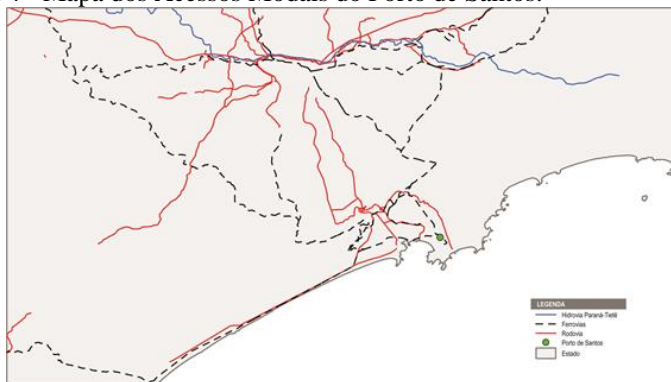 Mapa dos Acessos Modais do Porto de Santos.
LEGENDA
Hidrovia Paraná-Tietê
Ferrovias
Rodovia
Porto de Santos
Estado